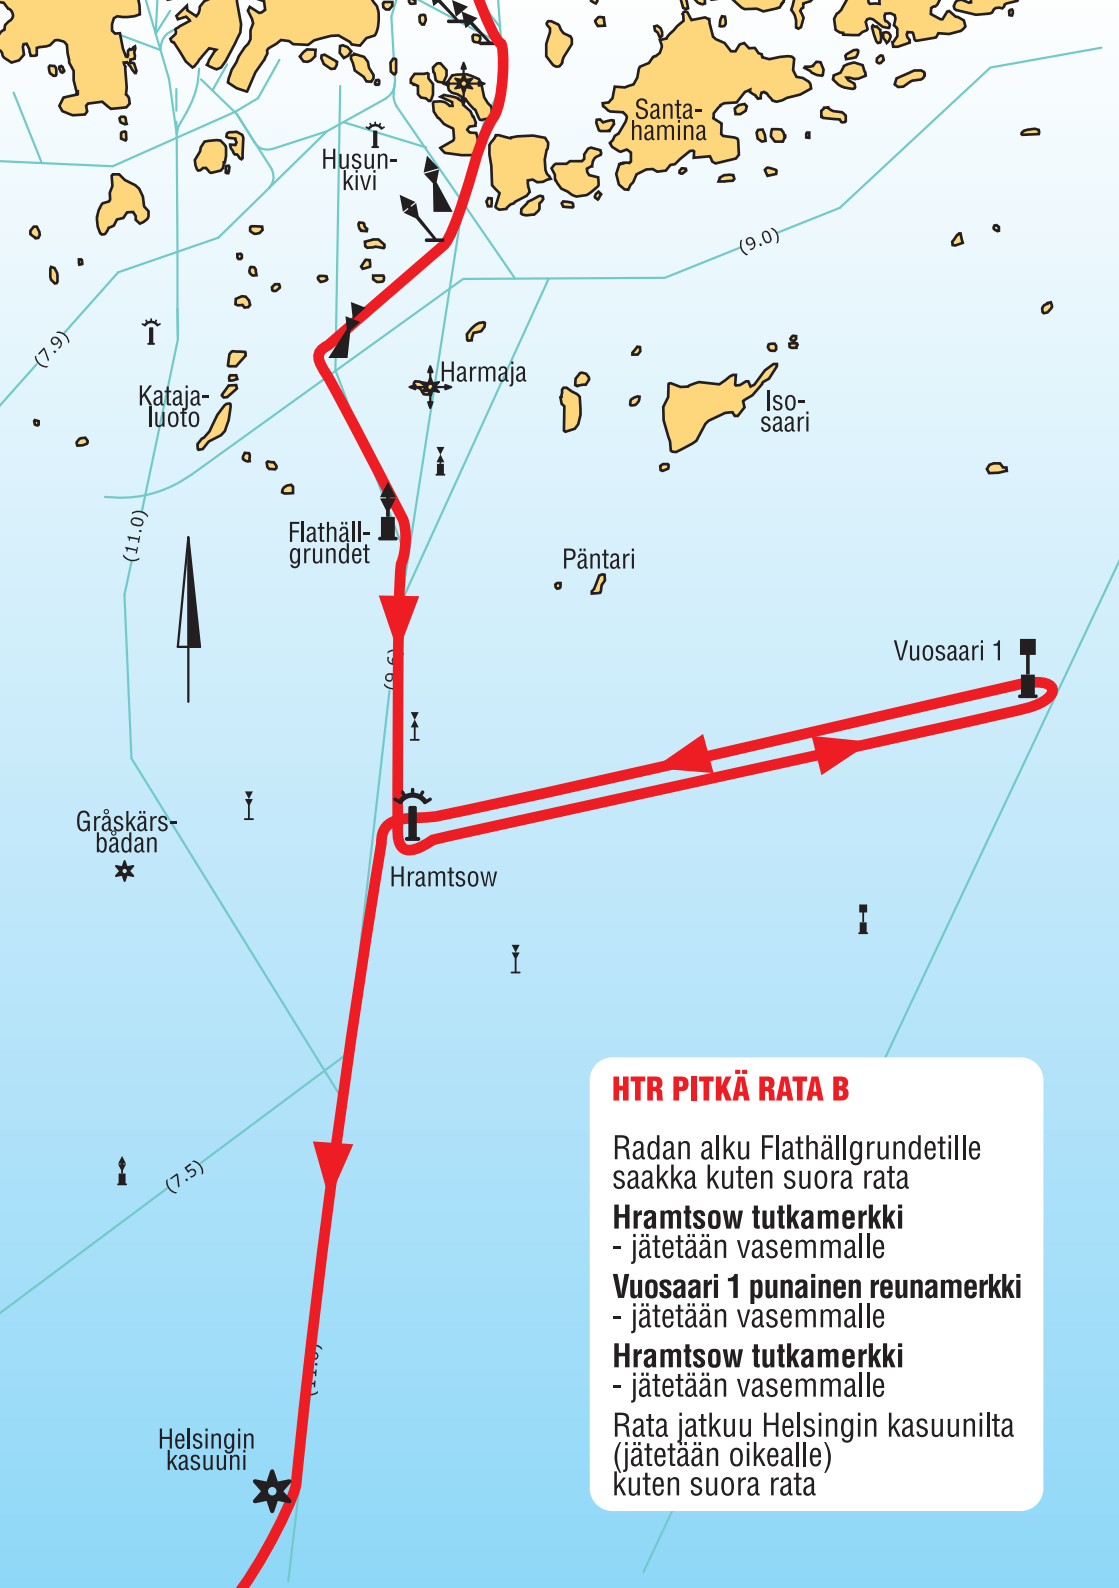 Santa-
hamina
Husun-
kivi
(9.0)
(7.9)
Harmaja
Kataja-
luoto
Iso-
saari
(11.0)
Flathäll-
grundet
Päntari
Vuosaari 1
(9.6)
Gråskärs-
bådan
Hramtsow
(7.5)
Helsingin
kasuuni
HTR PITKÄ RATA B
Radan alku Flathällgrundetille
saakka kuten suora rata
Hramtsow tutkamerkki
- jätetään vasemmalle
Vuosaari 1 punainen reunamerkki
- jätetään vasemmalle
Hramtsow tutkamerkki
- jätetään vasemmalle
Rata jatkuu Helsingin kasuunilta
(jätetään oikealle)
kuten suora rata